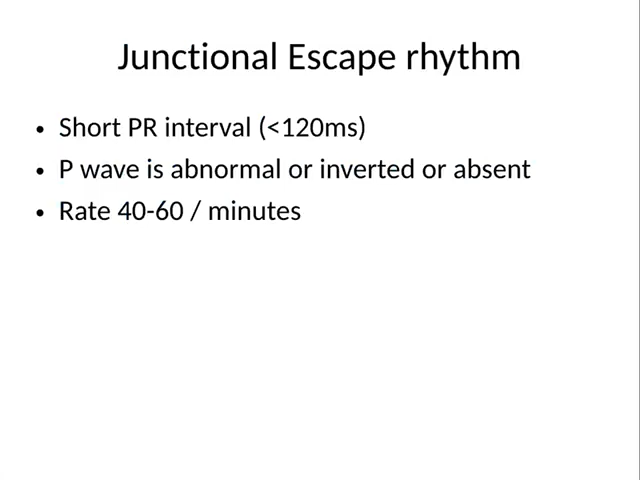 Junctional Escape rhythm
• Short PR interval (<120ms)
• P wave is abnormal or inverted or absent
• Rate 40-60 / minutes